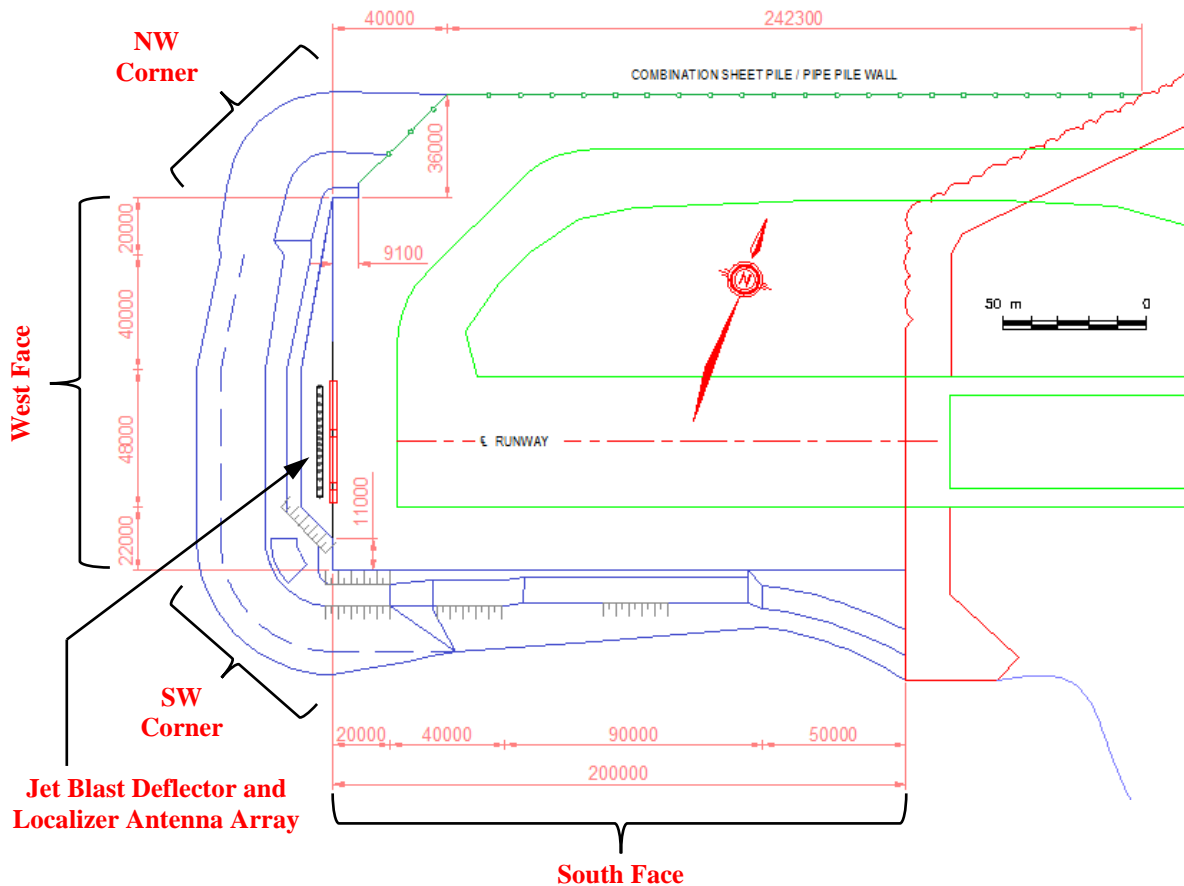 40000
242300
NW
Corner
COMBINATION SHEET PILE / PIPE PILE WALL
36000
20000
9100
N
50 m
0
40000
West Face
℄ RUNWAY
48000
11000
22000
SW
Corner
20000
40000
90000
50000
200000
Jet Blast Deflector and
Localizer Antenna Array
South Face